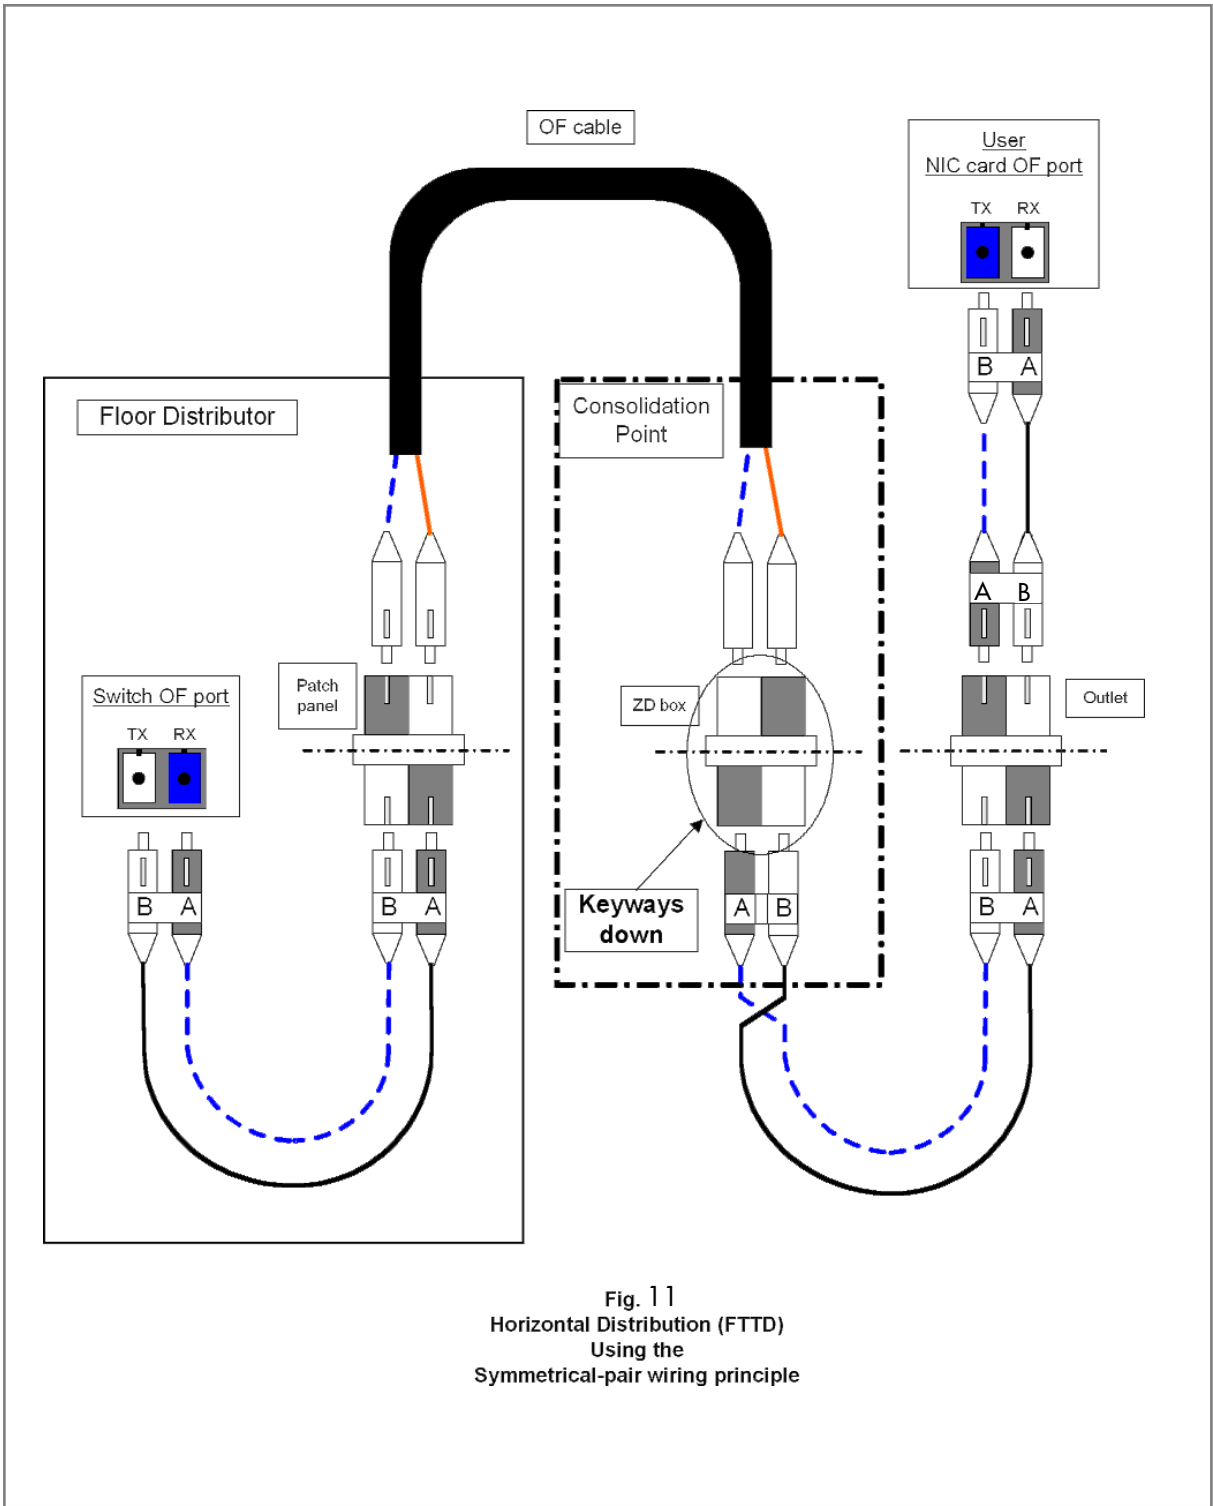 OF cable
User
NIC card OF port
TX RX
B A
Floor Distributor
Consolidation
Point
A B
Switch OF port
TX RX
Patch
panel
ZD box
Outlet
B A
B A
Keyways
down
A B
B A
Fig. 11
Horizontal Distribution (FTTD)
Using the
Symmetrical-pair wiring principle